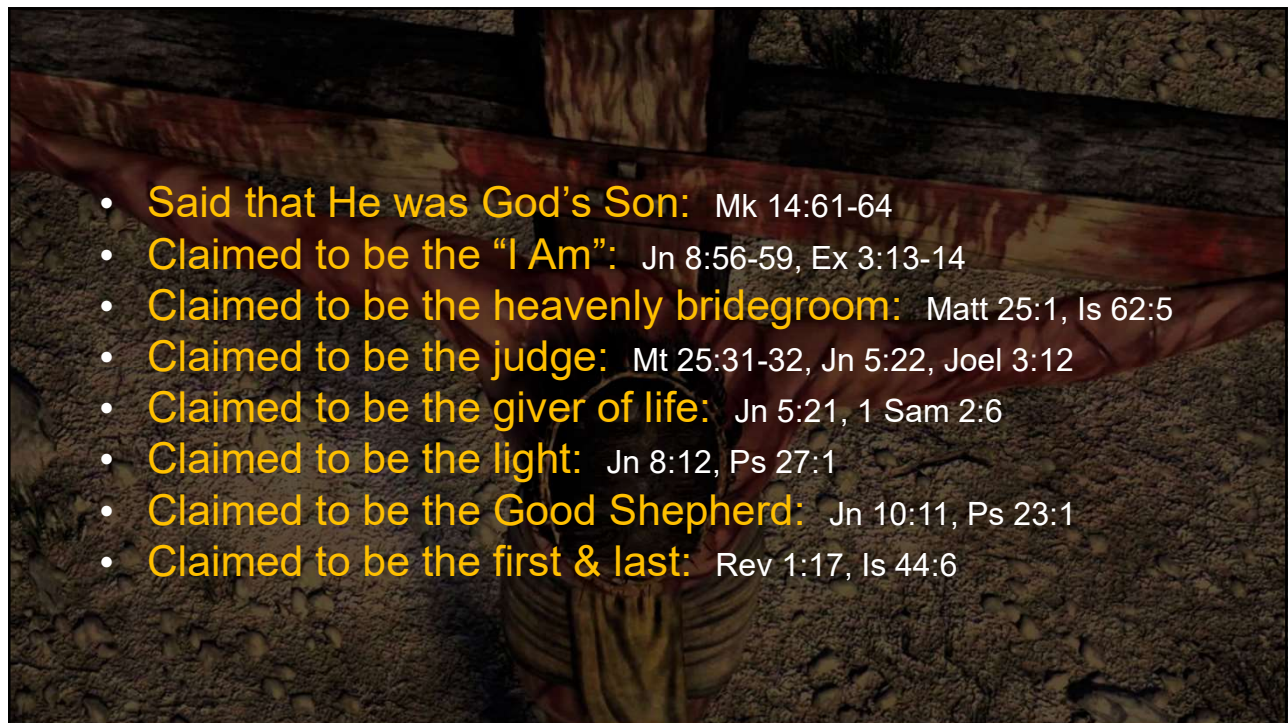 • Said that He was God’s Son: Mk 14:61-64
• Claimed to be the “I Am”: Jn 8:56-59, Ex 3:13-14
• Claimed to be the heavenly bridegroom: Matt 25:1, Is 62:5
• Claimed to be the judge: Mt 25:31-32, Jn 5:22, Joel 3:12
• Claimed to be the giver of life: Jn 5:21, 1 Sam 2:6
• Claimed to be the light: Jn 8:12, Ps 27:1
• Claimed to be the Good Shepherd: Jn 10:11, Ps 23:1
• Claimed to be the first & last: Rev 1:17, Is 44:6